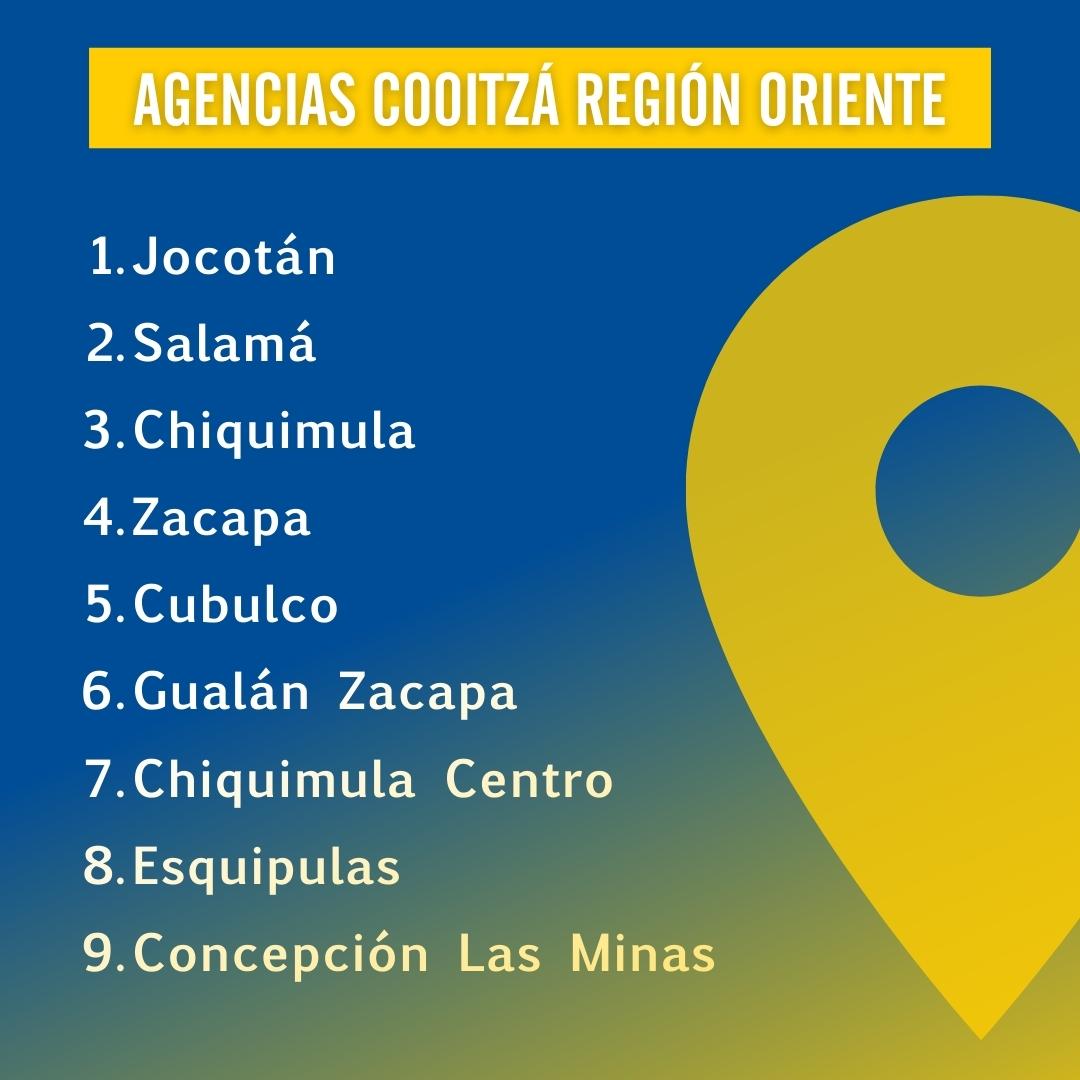 AGENCIAS COOITZÁ REGIÓN ORIENTE
1. Jocotán
2. Salamá
3. Chiquimula
4. Zacapa
5. Cubulco
6. Gualán Zacapa
7. Chiquimula Centro
8. Esquipulas
9. Concepción Las Minas